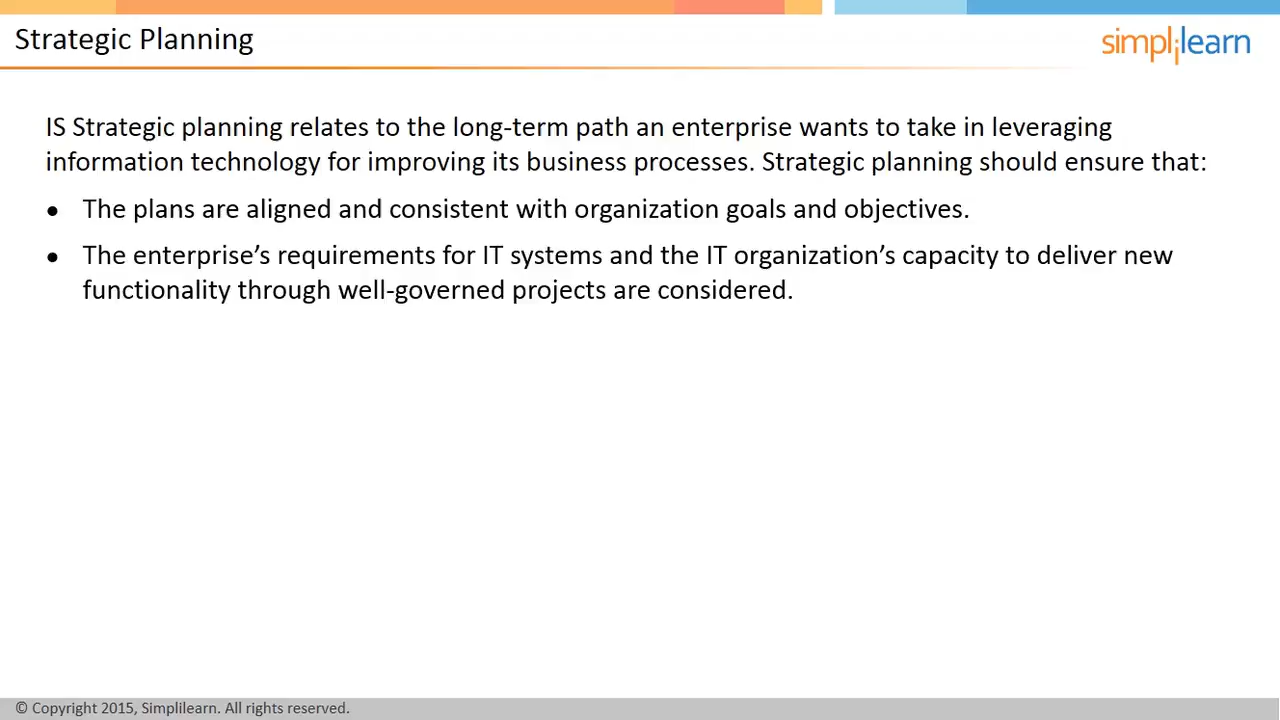 Strategic Planning
simplilearn
IS Strategic planning relates to the long-term path an enterprise wants to take in leveraging
information technology for improving its business processes. Strategic planning should ensure that:
● The plans are aligned and consistent with organization goals and objectives.
● The enterprise’s requirements for IT systems and the IT organization’s capacity to deliver new
functionality through well-governed projects are considered.
© Copyright 2015, Simplilearn. All rights reserved.